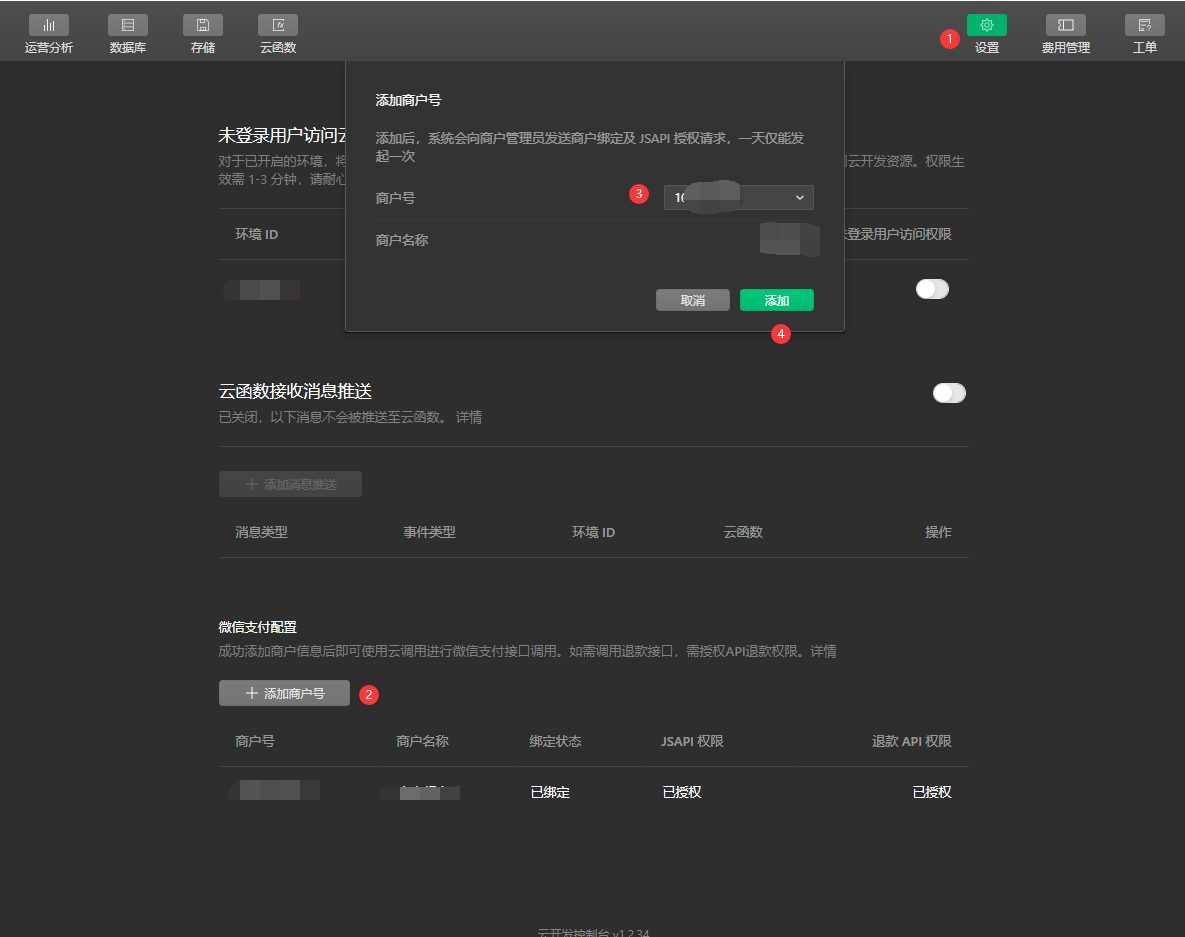 运营分析
数据库
存储
云函数
1
设置
费用管理
工单
添加商户号
添加后，系统会向商户管理员发送商户绑定及 JSAPI 授权请求，一天仅能发
起一次
商户号
3
商户名称
取消
添加
4
未登录用户访问云
对于已开启的环境，将
云开发资源。权限生
效需 1-3 分钟，请耐心
环境 ID
登录用户访问权限
云函数接收消息推送
已关闭，以下消息不会被推送至云函数。 详情
添加消息推送
消息类型
事件类型
环境 ID
云函数
操作
微信支付配置
成功添加商户信息后即可使用云调用进行微信支付接口调用。如需调用退款接口，需授权API退款权限。详情
添加商户号
2
商户号
商户名称
绑定状态
JSAPI 权限
退款 API 权限
已绑定
已授权
已授权
云开发控制台 v1.2.34